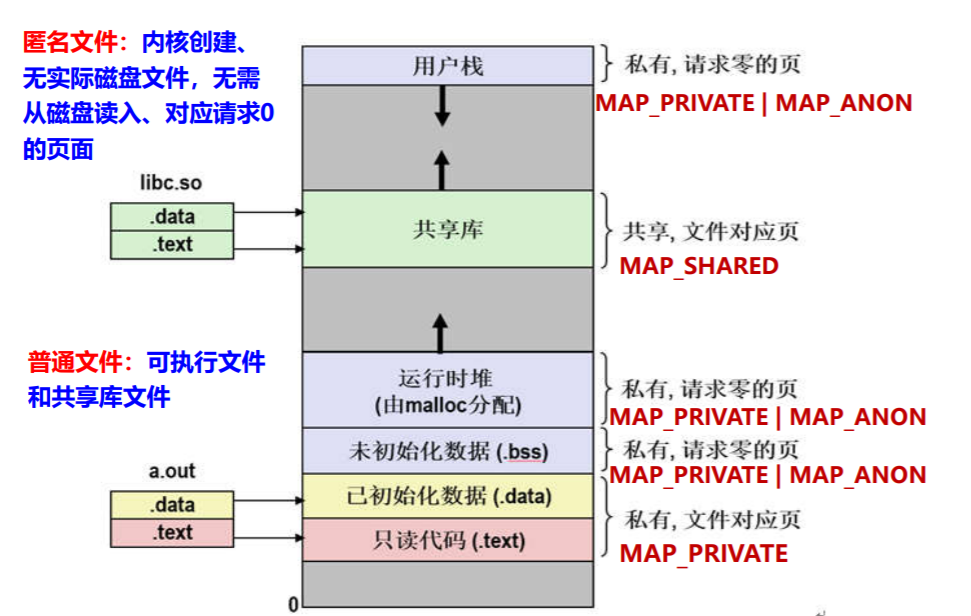 匿名文件：内核创建、
无实际磁盘文件，无需
从磁盘读入、对应请求0
的页面
用户栈
私有, 请求零的页
MAP_PRIVATE | MAP_ANON
libc.so
.data
.text
共享库
共享, 文件对应页
MAP_SHARED
普通文件：可执行文件
和共享库文件
运行时堆
(由malloc分配)
私有, 请求零的页
MAP_PRIVATE | MAP_ANON
未初始化数据 (.bss)
私有, 请求零的页
MAP_PRIVATE | MAP_ANON
a.out
.data
.text
已初始化数据 (.data)
只读代码 (.text)
私有, 文件对应页
MAP_PRIVATE
0